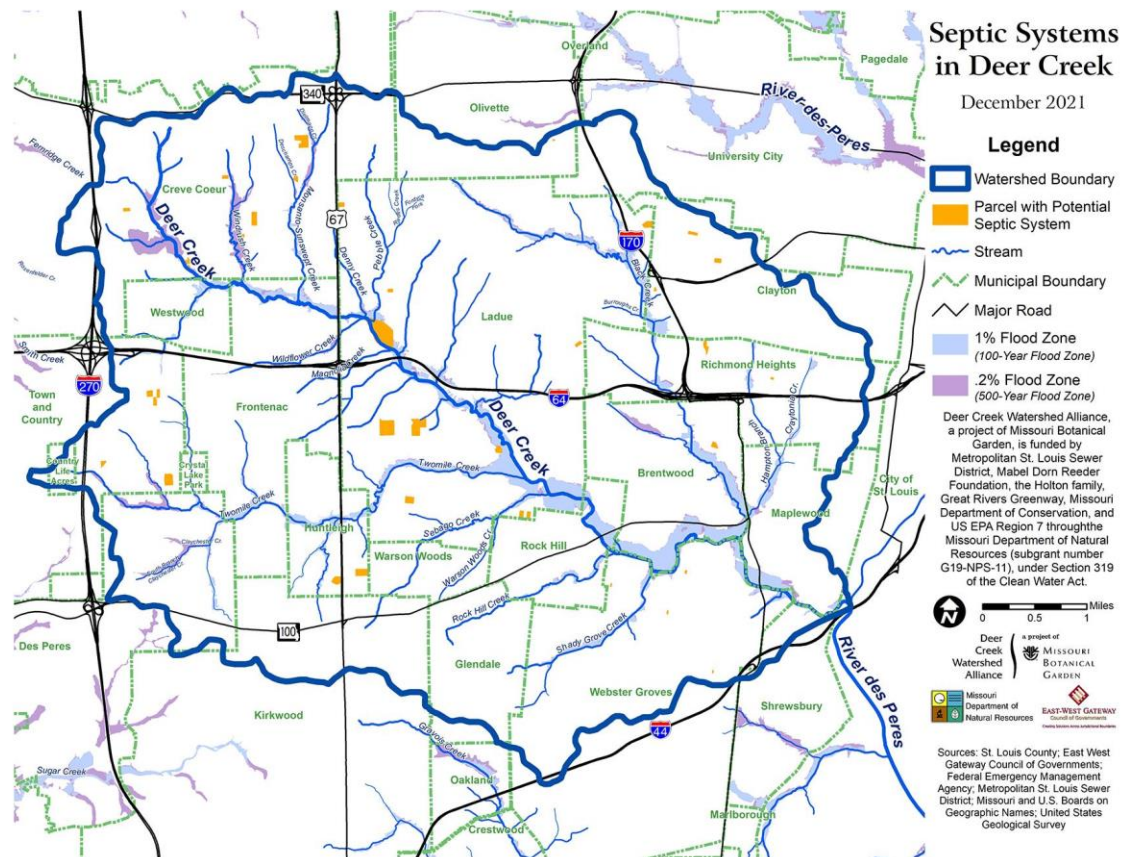 Septic Systems
in Deer Creek
December 2021
Legend
Watershed Boundary
Parcel with Potential
Septic System
Stream
Municipal Boundary
Major Road
1% Flood Zone
(100-Year Flood Zone)
.2% Flood Zone
(500-Year Flood Zone)
Deer Creek Watershed Alliance,
a project of Missouri Botanical
Garden, is funded by
Metropolitan St. Louis Sewer
District, Mabel Dorn Reeder
Foundation, the Holton family,
Great Rivers Greenway, Missouri
Department of Conservation, and
US EPA Region 7 throughthe
Missouri Department of Natural
Resources (subgrant number
G19-NPS-11), under Section 319
of the Clean Water Act.
N
0 0.5 1 Miles
Deer
Creek
Watershed
Alliance
a project of
MISSOURI
BOTANICAL
GARDEN
Missouri
Department of
Natural Resources
EAST-WEST GATEWAY
Council of Governments
Sources: St. Louis County; East West
Gateway Council of Governments;
Federal Emergency Management
Agency; Metropolitan St. Louis Sewer
District; Missouri and U.S. Boards on
Geographic Names; United States
Geological Survey
Overland
Pagedale
340
Olivette
River des Peres
University City
Fernridge Creek
Creve Coeur
Deer Creek
Windrush Creek
Monsanto-Sunswept Creek
67
Denny Creek
Pebble Creek
170
Black Creek
Clayton
Westwood
Ladue
Smith Creek
Wildflower Creek
Richmond Heights
270
Town
and
Country
Frontenac
64
Deer Creek
Hampton Branch
Craytonia Cr.
Country
Life
Acres
Crystal
Lake
Park
Twomile Creek
Twomile Creek
Brentwood
City of
St. Louis
Maplewood
Huntleigh
Sebago Creek
Rock Hill
Warson Woods
Warson Woods Cr.
Rock Hill Creek
100
Shady Grove Creek
Des Peres
Glendale
River des Peres
Webster Groves
Kirkwood
Shrewsbury
44
Gravois Creek
Sugar Creek
Oakland
Marlborough
Crestwood